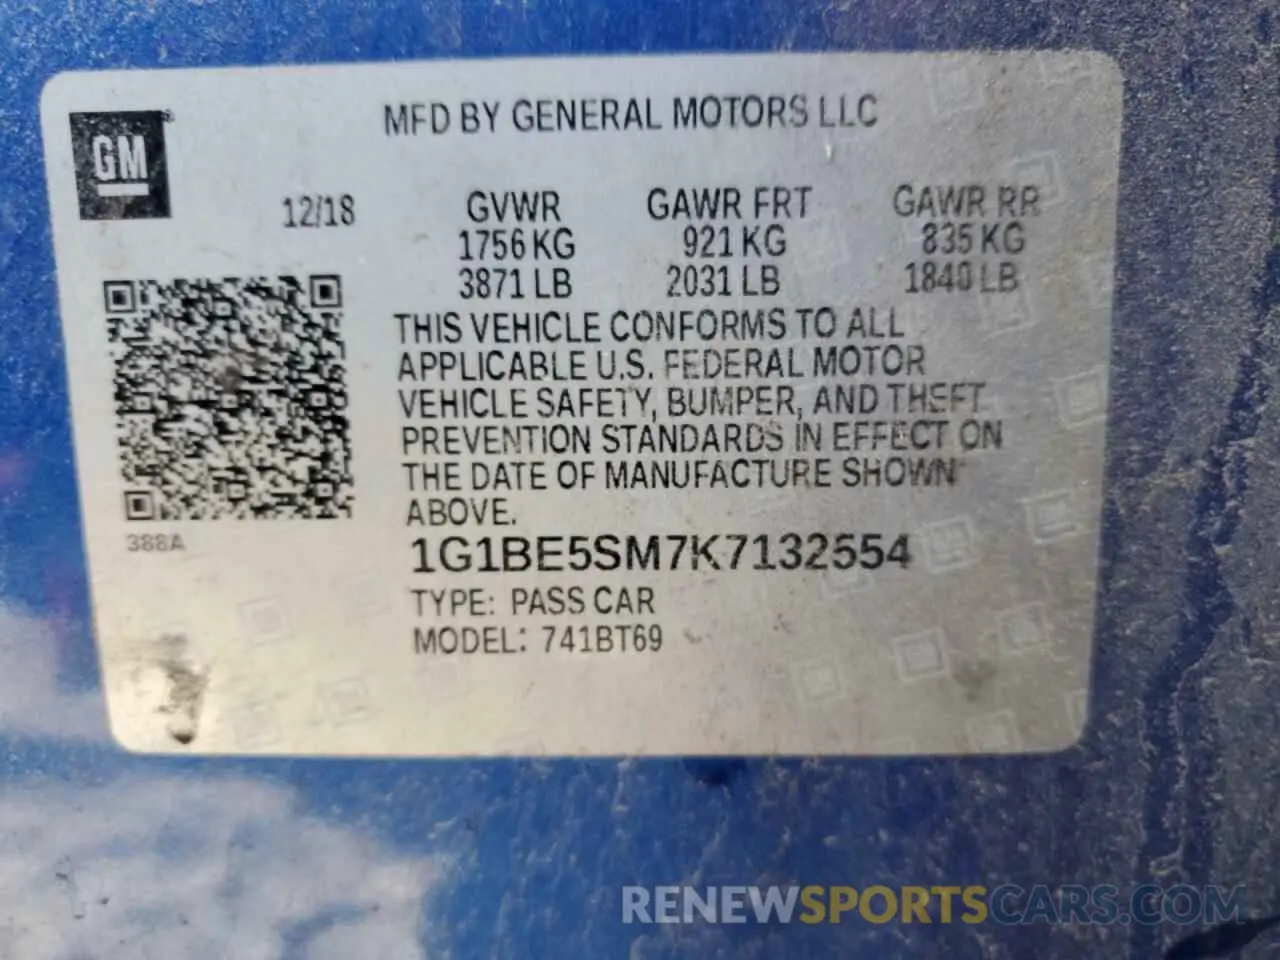 MFD BY GENERAL MOTORS LLC
GM ®
12/18
GVWR GAWR FRT GAWR RR
1756 KG 921 KG 835 KG
3871 LB 2031 LB 1840 LB
THIS VEHICLE CONFORMS TO ALL
APPLICABLE U.S. FEDERAL MOTOR
VEHICLE SAFETY, BUMPER, AND THEFT
PREVENTION STANDARDS IN EFFECT ON
THE DATE OF MANUFACTURE SHOWN
ABOVE.
388A
1G1BE5SM7K7132554
TYPE: PASS CAR
MODEL: 741BT69
RENEWSPORTSCARS.COM